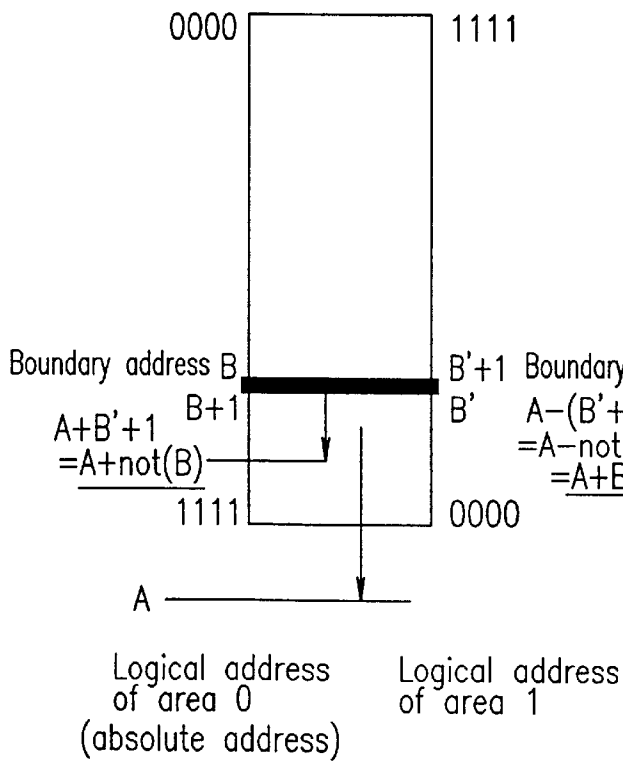 0000
1111
Boundary address B
B'+1 Boundary
B+1
B'
A+B'+1
=A+not(B)
A-(B'+
=A-not
=A+B
1111
0000
A
Logical address
of area 0
(absolute address)
Logical address
of area 1